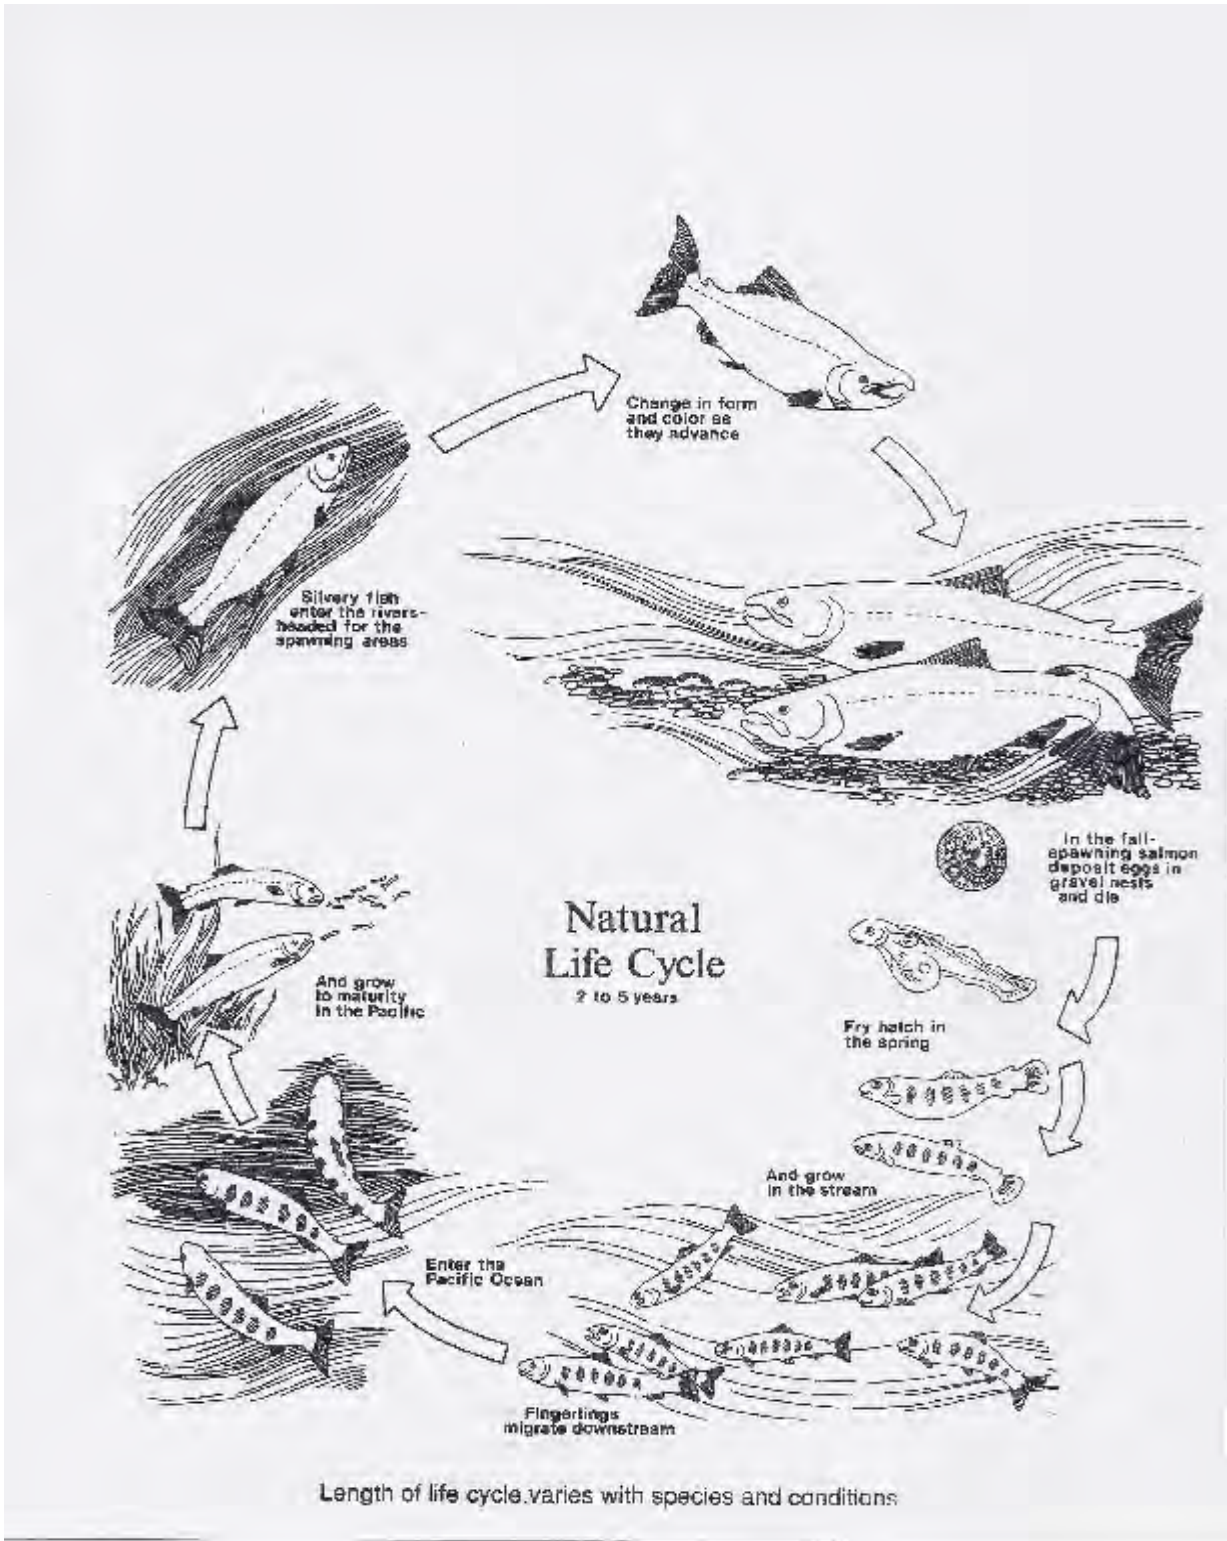 Change in form
and color as
they advance
Silvery fish
enter the rivers-
headed for the
spawning areas
In the fall-
spawning salmon
deposit eggs in
gravel nests
and die
Natural
Life Cycle
2 to 5 years
And grow
to maturity
in the Pacific
Fry hatch in
the spring
And grow
in the stream
Enter the
Pacific Ocean
Fingerlings
migrate downstream
Length of life cycle varies with species and conditions